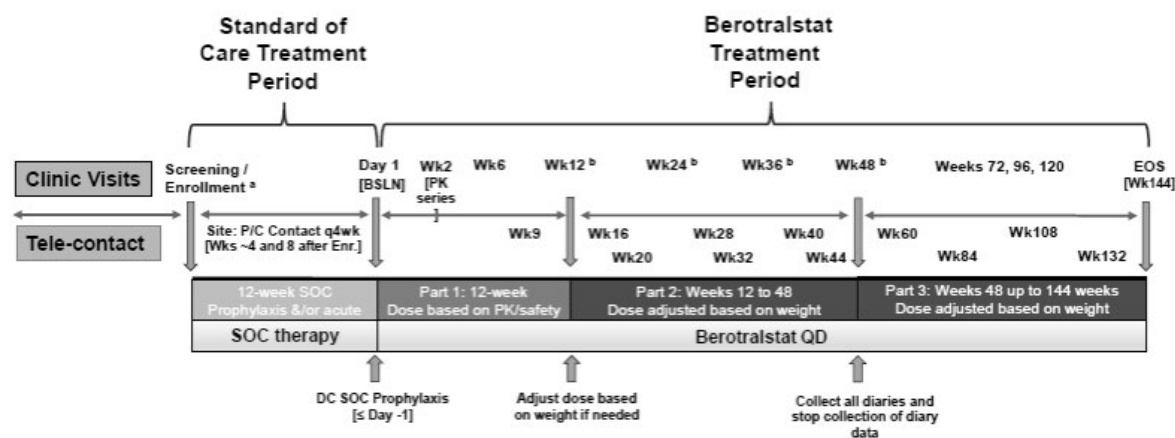 Standard of
Care Treatment
Period
Berotralstat
Treatment
Period
Clinic Visits
Screening /
Enrollment a
Day 1
[BSLN]
Wk2
[PK
series
]
Wk6
Wk12 b
Wk24 b
Wk36 b
Wk48 b
Weeks 72, 96, 120
EOS
[Wk144]
Tele-contact
Site: P/C Contact q4wk
[Wks ~4 and 8 after Enr.]
Wk9
Wk16
Wk20
Wk28
Wk32
Wk40
Wk44
Wk60
Wk84
Wk108
Wk132
12-week SOC
Prophylaxis &/or acute
Part 1: 12-week
Dose based on PK/safety
Part 2: Weeks 12 to 48
Dose adjusted based on weight
Part 3: Weeks 48 up to 144 weeks
Dose adjusted based on weight
SOC therapy
Berotralstat QD
DC SOC Prophylaxis
[≤ Day -1]
Adjust dose based
on weight if needed
Collect all diaries and
stop collection of diary
data